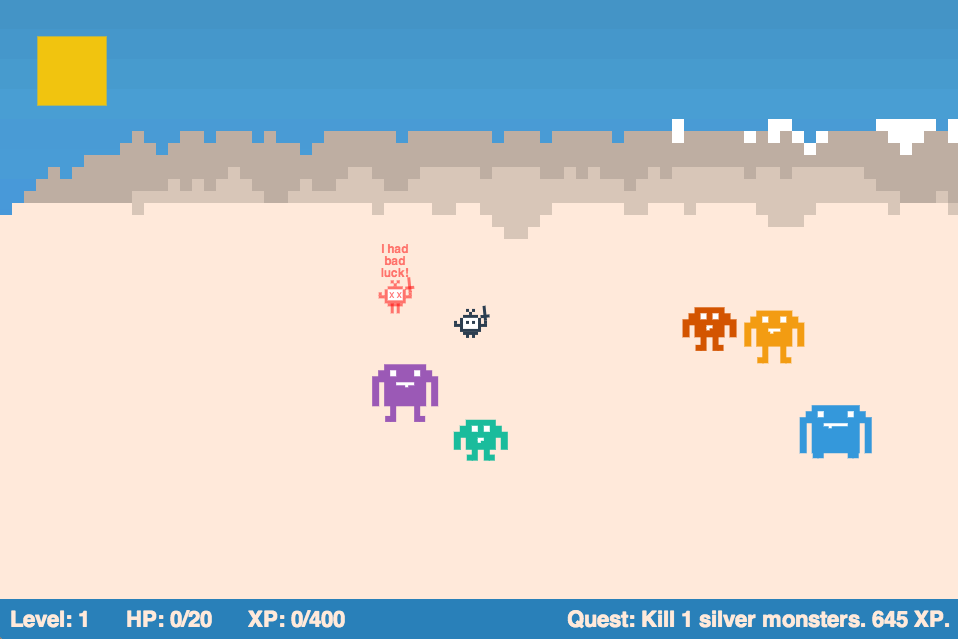 I had
bad
luck!
Level: 1 HP: 0/20 XP: 0/400 Quest: Kill 1 silver monsters. 645 XP.